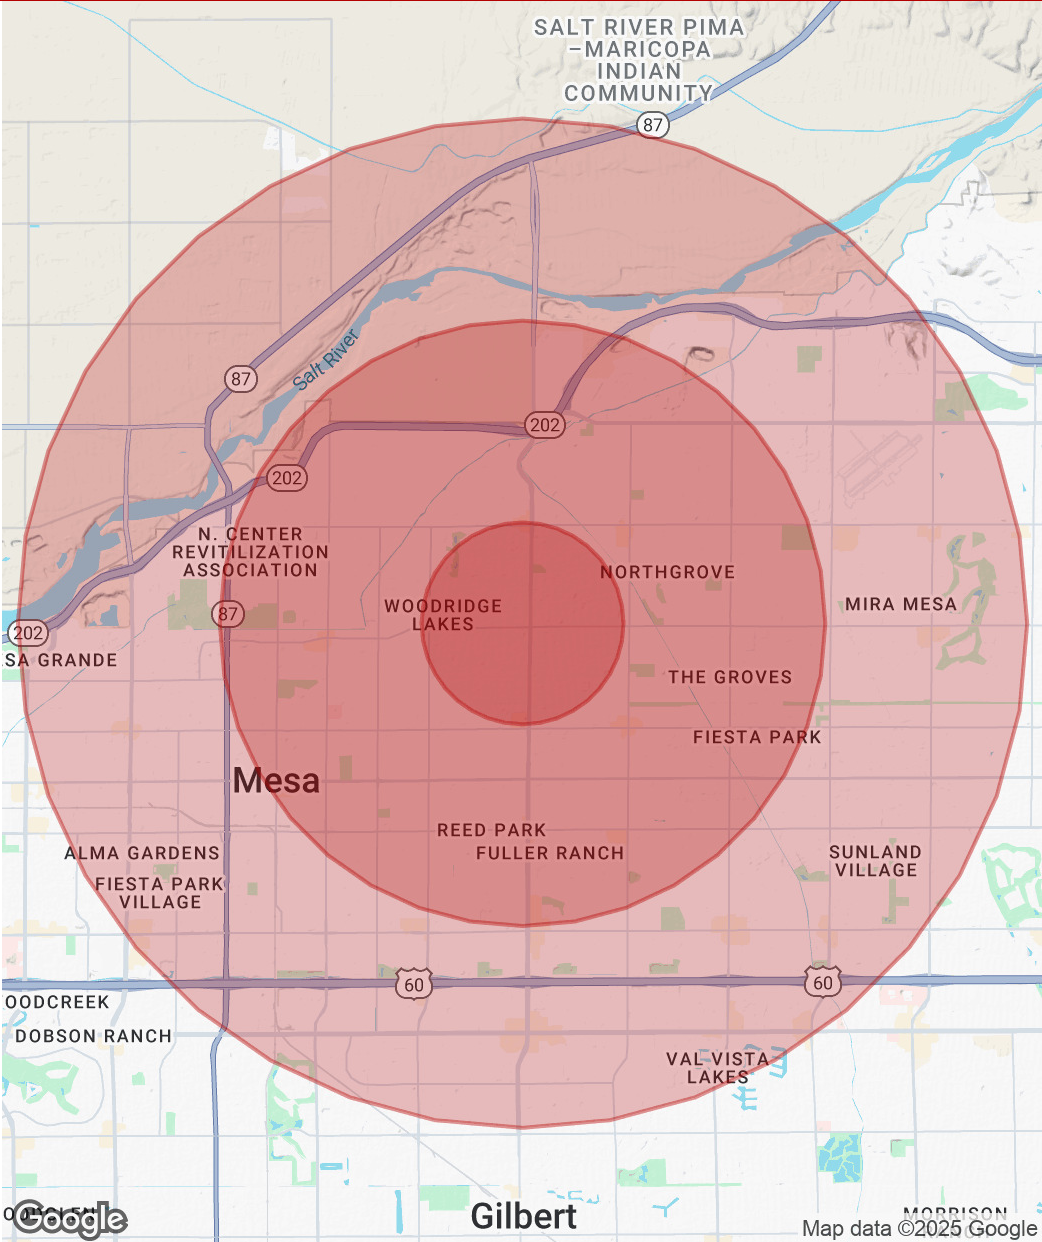 SALT RIVER PIMA
–MARICOPA
INDIAN
COMMUNITY
87
Salt River
87
202
202
N. CENTER
REVITILIZATION
ASSOCIATION
NORTHGROVE
WOODRIDGE
LAKES
MIRA MESA
87
202
SA GRANDE
THE GROVES
FIESTA PARK
Mesa
REED PARK
FULLER RANCH
ALMA GARDENS
SUNLAND
VILLAGE
FIESTA PARK
VILLAGE
60
60
OODCREEK
DOBSON RANCH
VAL VISTA
LAKES
Google
Gilbert
MORRISON
Map data ©2025 Google